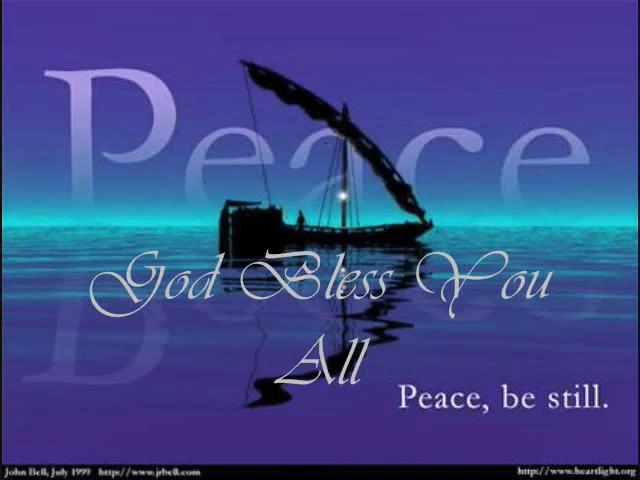 Peace
God Bless You
All
Peace, be still.
John Bell, July 1999 http://www.jrbell.com
http://www.heartlight.org